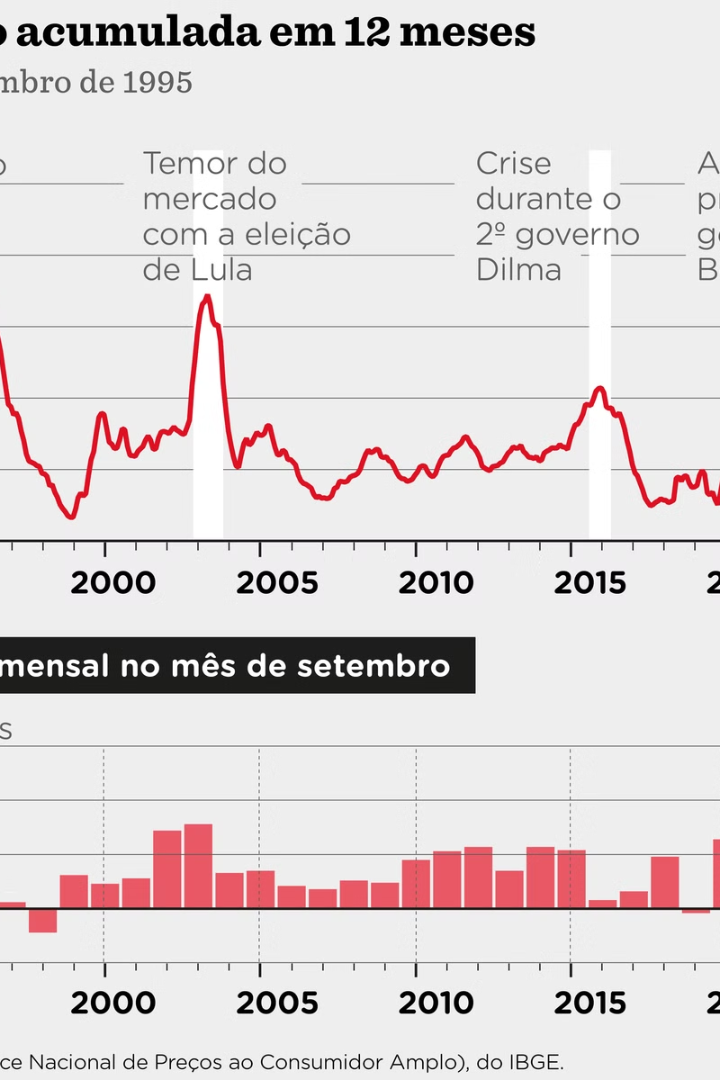 o acumulada em 12 meses
mbro de 1995
o
Temor do
mercado
com a eleição
de Lula
Crise
durante o
2º governo
Dilma
A
p
g
B
2000 2005 2010 2015 2
mensal no mês de setembro
s
2000 2005 2010 2015 2
ce Nacional de Preços ao Consumidor Amplo), do IBGE.